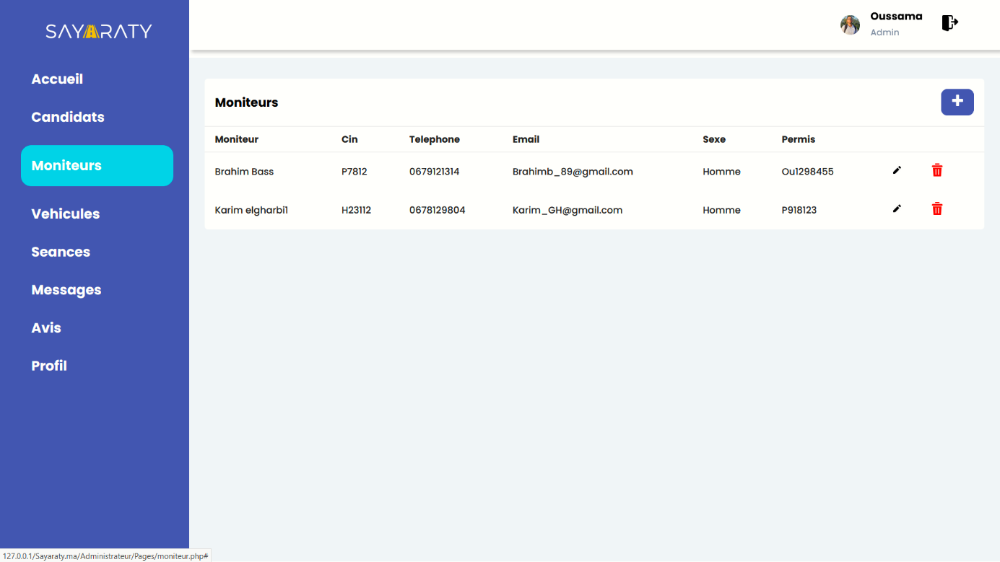 SAYARATY
Oussama
Admin
Accueil
Candidats
Moniteurs
Vehicules
Seances
Messages
Avis
Profil
Moniteurs
Moniteur Cin Telephone Email Sexe Permis
Brahim Bass P7812 0679121314 Brahimb_89@gmail.com Homme Ou1298455
Karim elgharbi1 H23112 0678129804 Karim_GH@gmail.com Homme P918123
127.0.0.1/Sayaraty.ma/Administrateur/Pages/moniteur.php#